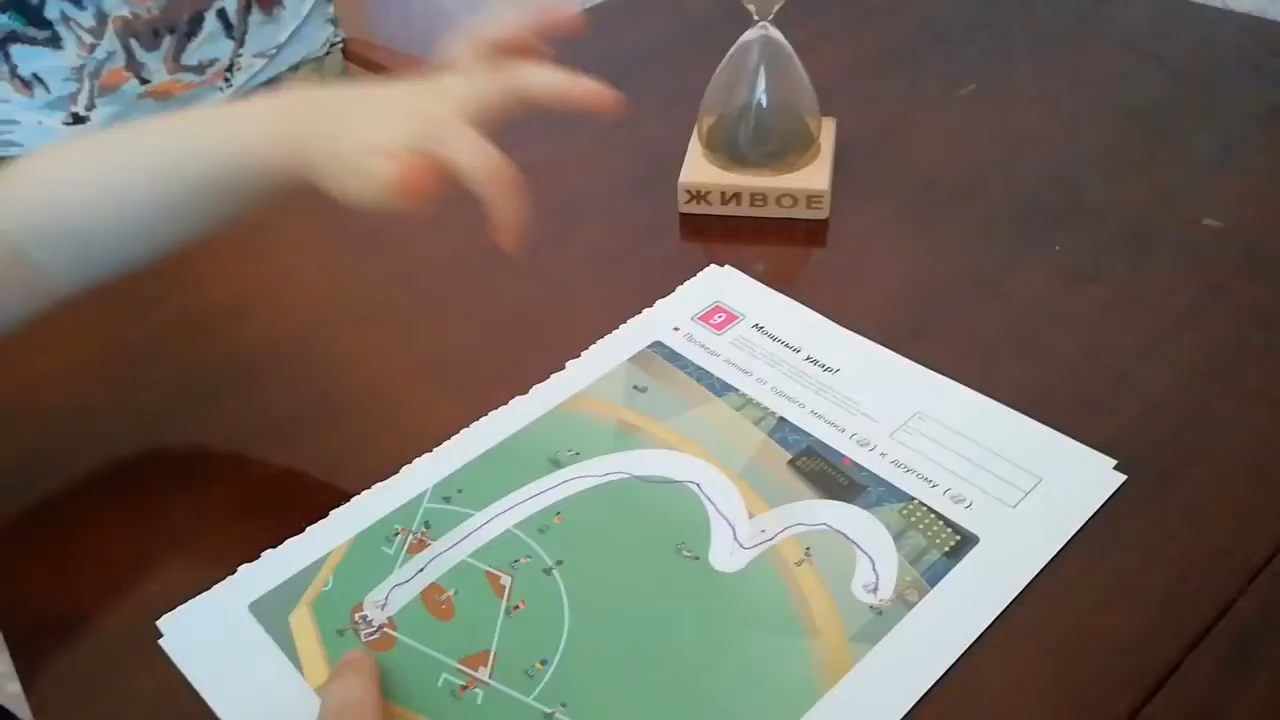 ЖИВОЕ
9
Мощный удар!
Проведи линию от одного мячика ( ) к другому ( ).